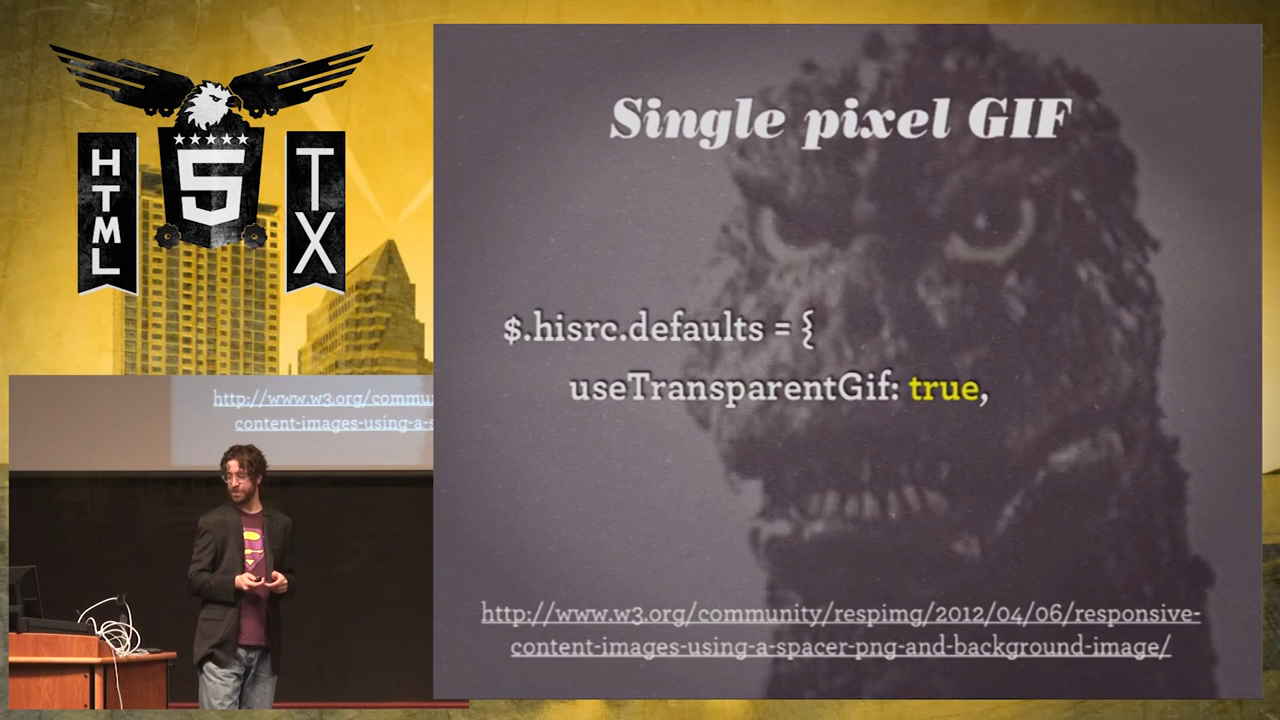 HTML
5
TX
Single pixel GIF
$.hisrc.defaults = {
useTransparentGif: true,
http://www.w3.org/community/respimg/2012/04/06/responsive-
content-images-using-a-spacer-png-and-background-image/
http://www.w3.org/commu
content-images-using-a-s